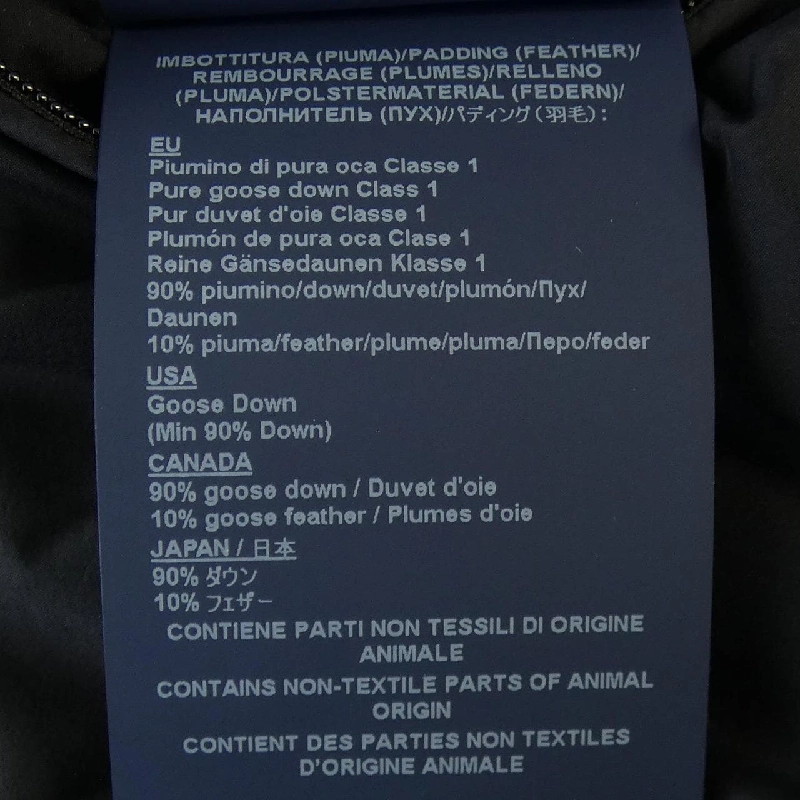 IMBOTTITURA (PIUMA)/PADDING (FEATHER)/
REMBOURRAGE (PLUMES)/RELLENO
(PLUMA)/POLSTERMATERIAL (FEDERN)/
НАПОЛНИТЕЛЬ (ПУХ)/パディング(羽毛):
EU
Piumino di pura oca Classe 1
Pure goose down Class 1
Pur duvet d'oie Classe 1
Plumón de pura oca Clase 1
Reine Gänsedaunen Klasse 1
90% piumino/down/duvet/plumón/Пух/
Daunen
10% piuma/feather/plume/pluma/Перо/feder
USA
Goose Down
(Min 90% Down)
CANADA
90% goose down / Duvet d'oie
10% goose feather / Plumes d'oie
JAPAN / 日本
90% ダウン
10% フェザー
CONTIENE PARTI NON TESSILI DI ORIGINE
ANIMALE
CONTAINS NON-TEXTILE PARTS OF ANIMAL
ORIGIN
CONTIENT DES PARTIES NON TEXTILES
D'ORIGINE ANIMALE